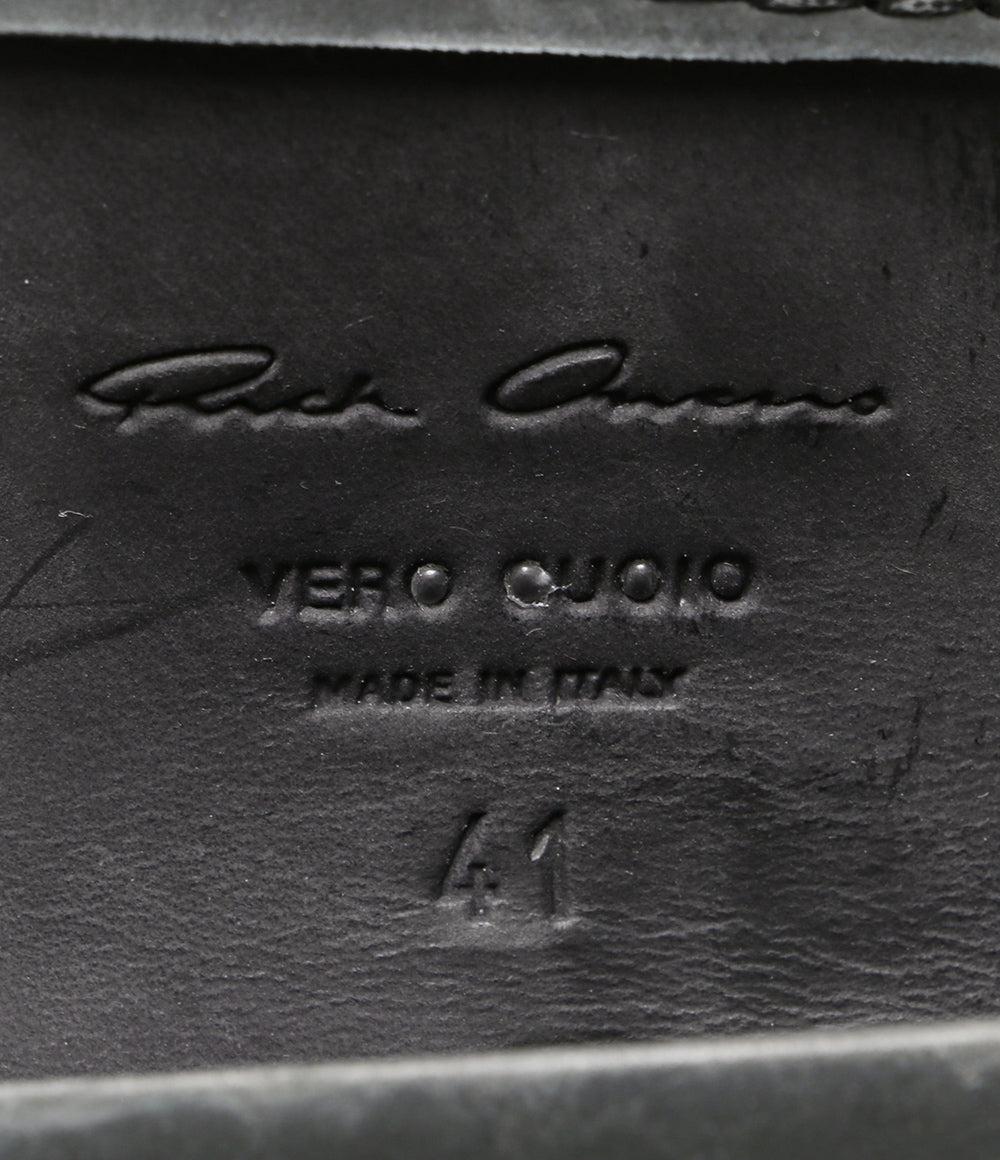 Rick Owens
VERO CUOIO
MADE IN ITALY
41